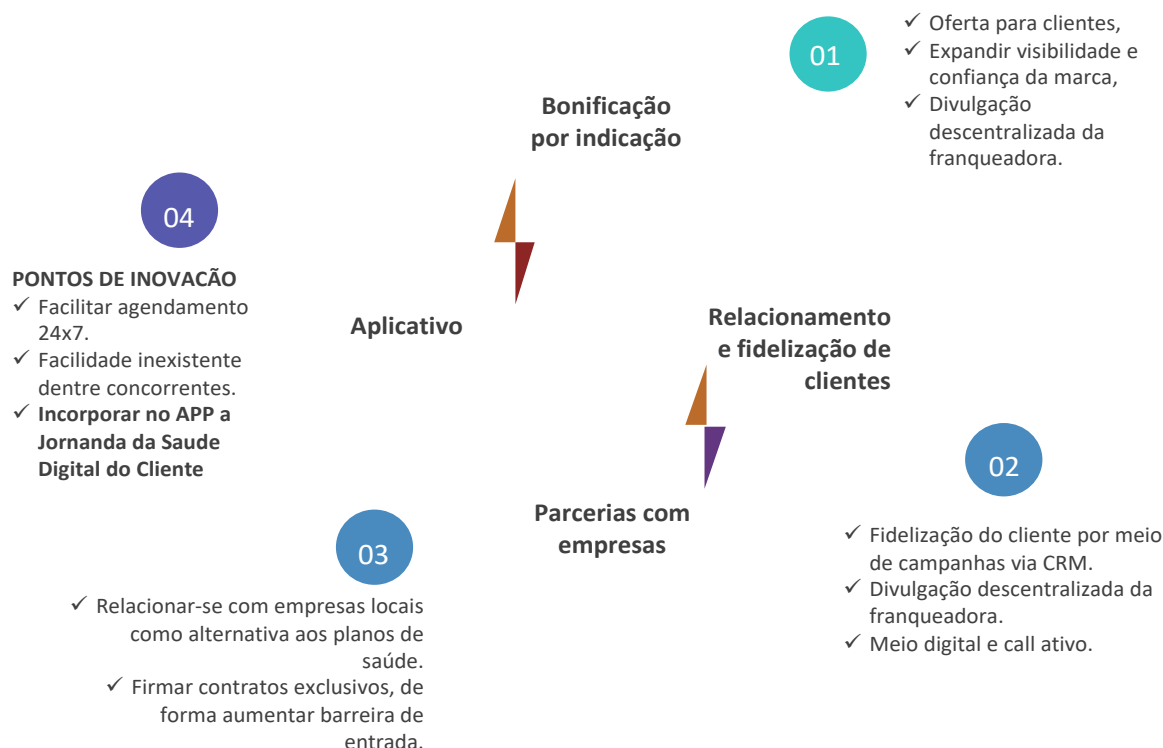 01
✓ Oferta para clientes,
✓ Expandir visibilidade e
confiança da marca,
✓ Divulgação
descentralizada da
franqueadora.
Bonificação
por indicação
04
PONTOS DE INOVACÃO
✓ Facilitar agendamento
24x7.
✓ Facilidade inexistente
dentre concorrentes.
✓ Incorporar no APP a
Jornanda da Saude
Digital do Cliente
Aplicativo
Relacionamento
e fidelização de
clientes
02
✓ Fidelização do cliente por meio
de campanhas via CRM.
✓ Divulgação descentralizada da
franqueadora.
✓ Meio digital e call ativo.
Parcerias com
empresas
03
✓ Relacionar-se com empresas locais
como alternativa aos planos de
saúde.
✓ Firmar contratos exclusivos, de
forma aumentar barreira de
entrada.